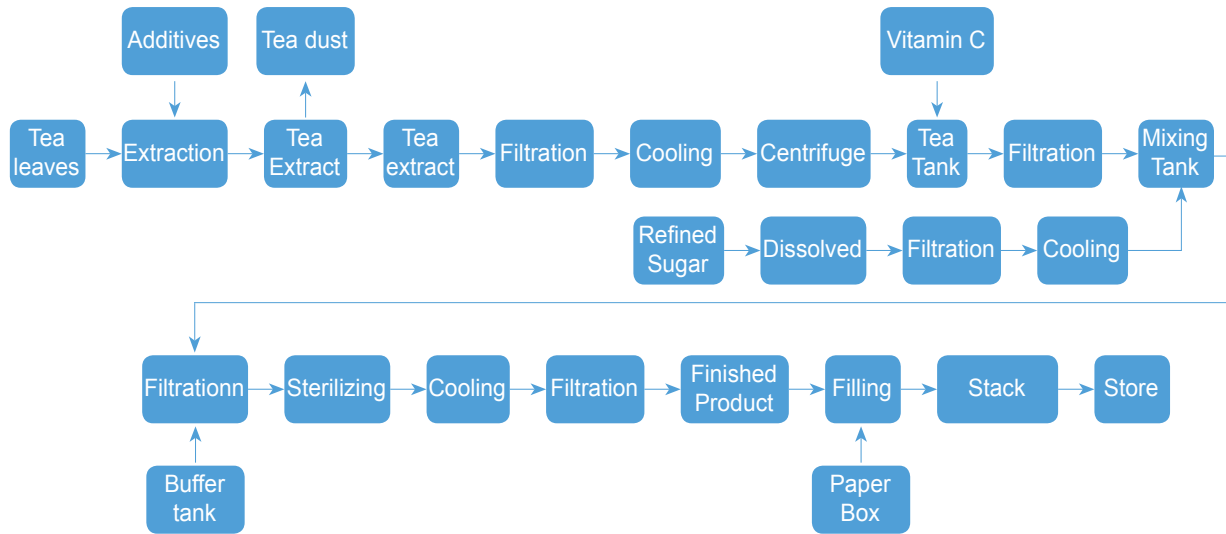 Additives
Tea dust
Vitamin C
Tea
leaves
Extraction
Tea
Extract
Tea
extract
Filtration
Cooling
Centrifuge
Tea
Tank
Filtration
Mixing
Tank
Refined
Sugar
Dissolved
Filtration
Cooling
Filtrationn
Sterilizing
Cooling
Filtration
Finished
Product
Filling
Stack
Store
Buffer
tank
Paper
Box